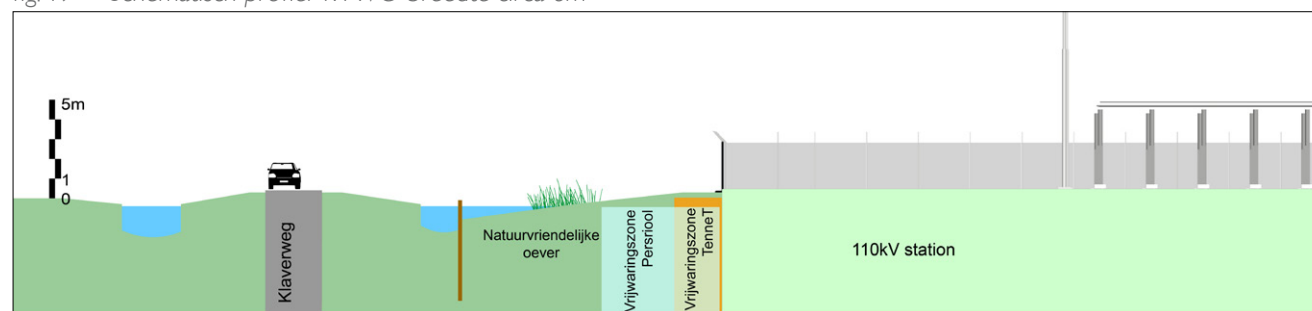 5m
1
0
Klaverweg
Natuurvriendelijke
oever
Vrijwaringszone
Persriool
Vrijwaringszone
TenneT
110kV station